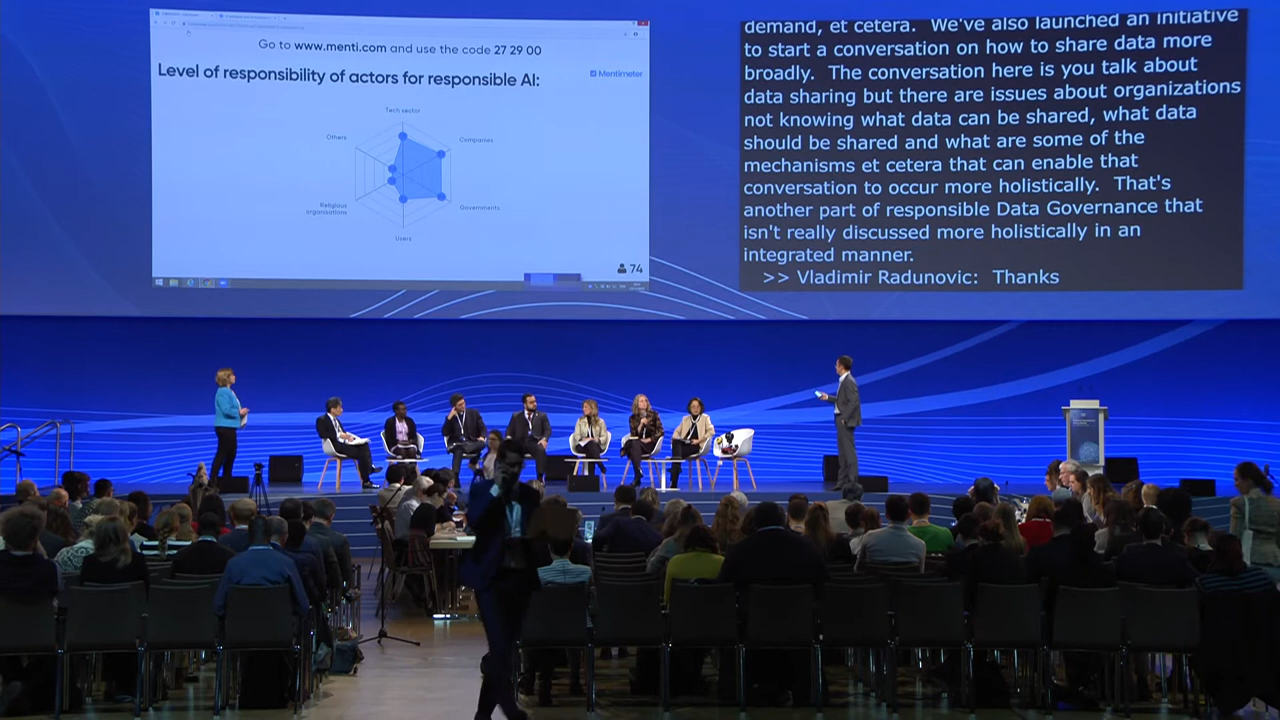 Go to www.menti.com and use the code 27 29 00
Level of responsibility of actors for responsible AI:
Mentimeter
Tech sector
Others
Companies
Religious
organisations
Governments
Users
74
demand, et cetera. We've also launched an initiative
to start a conversation on how to share data more
broadly. The conversation here is you talk about
data sharing but there are issues about organizations
not knowing what data can be shared, what data
should be shared and what are some of the
mechanisms et cetera that can enable that
conversation to occur more holistically. That's
another part of responsible Data Governance that
isn't really discussed more holistically in an
integrated manner.
>> Vladimir Radunovic: Thanks